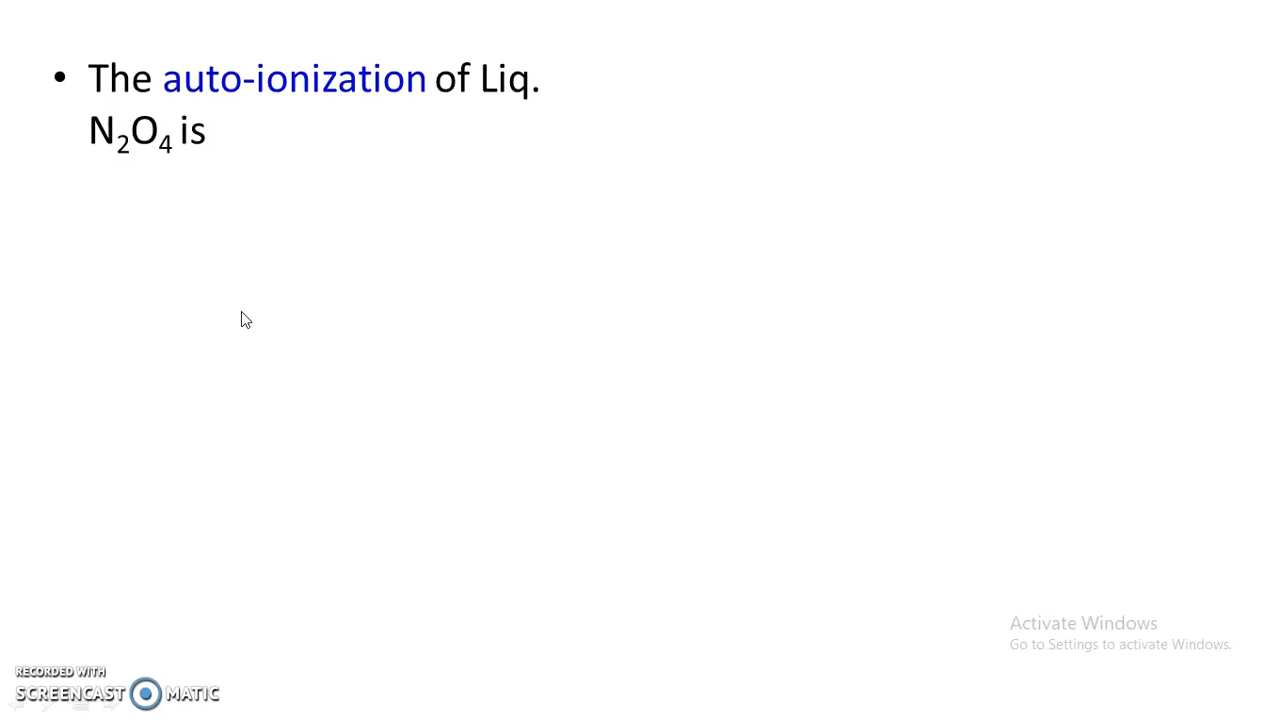 • The auto-ionization of Liq.
N₂O₄ is
Activate Windows
Go to Settings to activate Windows.
RECORDED WITH
SCREENCAST MATIC